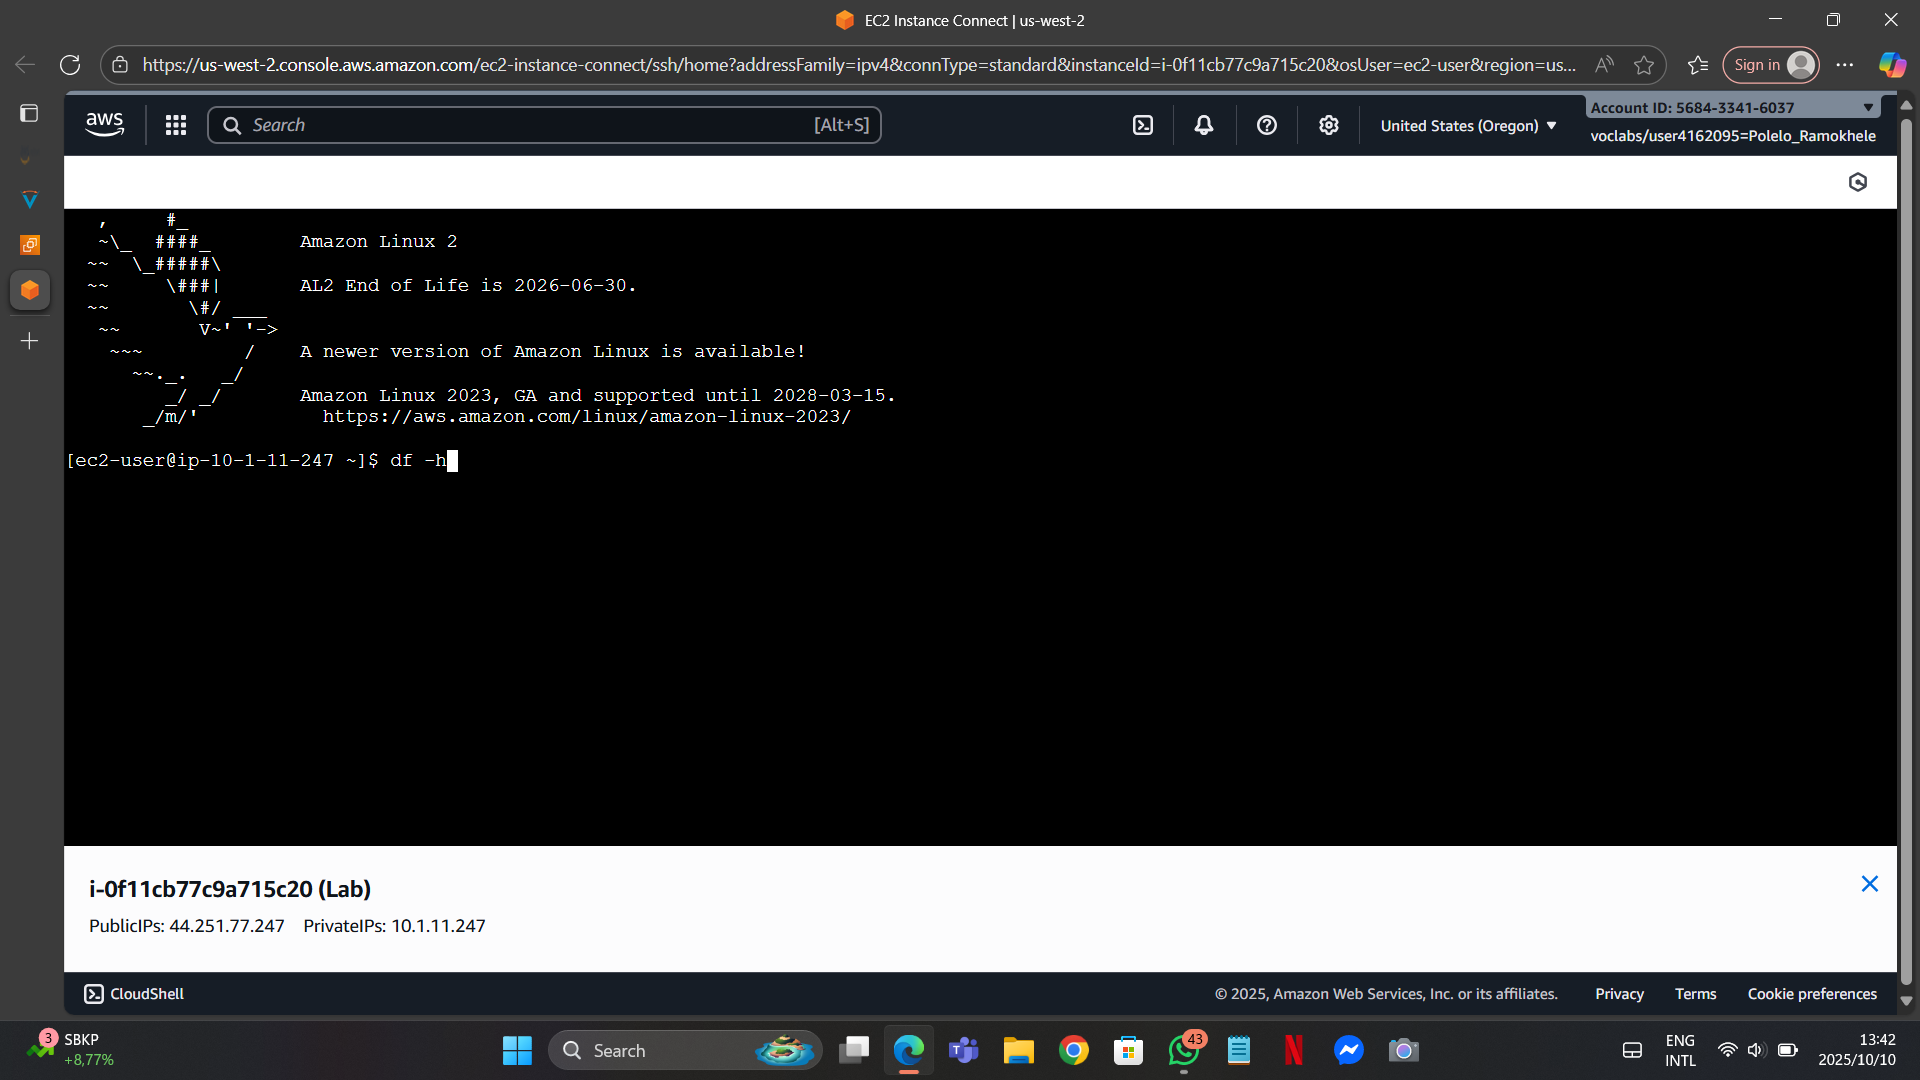 EC2 Instance Connect | us-west-2
https://us-west-2.console.aws.amazon.com/ec2-instance-connect/ssh/home?addressFamily=ipv4&connType=standard&instanceId=i-0f11cb77c9a715c20&osUser=ec2-user&region=us...
Sign in
aws
Search
[Alt+S]
United States (Oregon)
Account ID: 5684-3341-6037
voclabs/user4162095=Polelo_Ramokhele
   ,     #_
   ~\_  ####_        Amazon Linux 2
  ~~  \_#####\
  ~~     \###|       AL2 End of Life is 2026-06-30.
  ~~       \#/ ___
   ~~       V~' '->
    ~~~         /    A newer version of Amazon Linux is available!
      ~~._.   _/
         _/ _/       Amazon Linux 2023, GA and supported until 2028-03-15.
       _/m/'           https://aws.amazon.com/linux/amazon-linux-2023/
[ec2-user@ip-10-1-11-247 ~]$ df -h
i-0f11cb77c9a715c20 (Lab)
PublicIPs: 44.251.77.247 PrivateIPs: 10.1.11.247
CloudShell
© 2025, Amazon Web Services, Inc. or its affiliates.
Privacy
Terms
Cookie preferences
3
SBKP
+8,77%
Search
43
ENG
INTL
13:42
2025/10/10